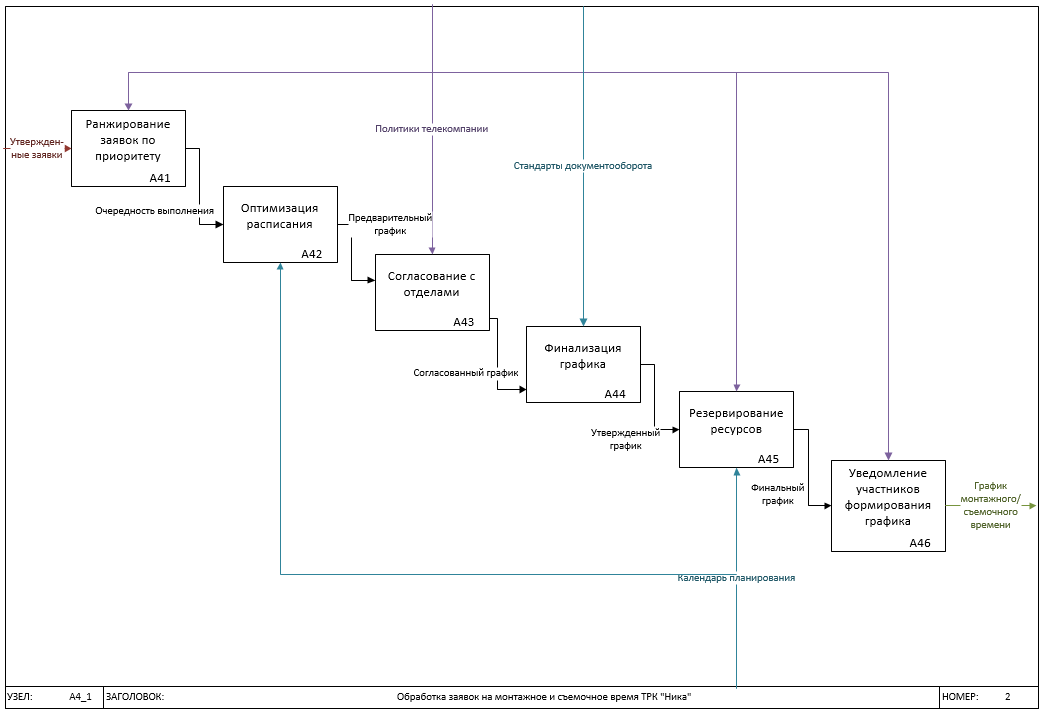 Политики телекомпании
Стандарты документооборота
Утвержден-
ные заявки
Ранжирование
заявок по
приоритету
A41
Очередность выполнения
Оптимизация
расписания
A42
Предварительный
график
Согласование с
отделами
A43
Согласованный график
Финализация
графика
A44
Утвержденный
график
Резервирование
ресурсов
A45
Финальный
график
Уведомление
участников
формирования
графика
A46
График
монтажного/
съемочного
времени
Календарь планирования
УЗЕЛ: A4_1 ЗАГОЛОВОК: Обработка заявок на монтажное и съемочное время ТРК "Ника" НОМЕР: 2